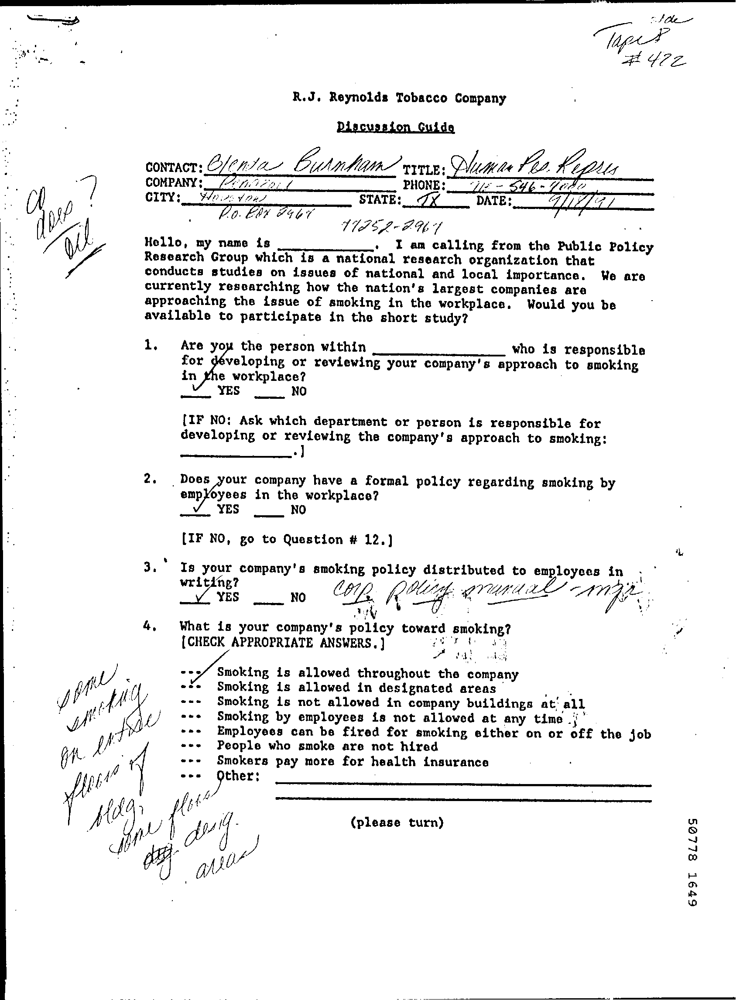 Tape 8
# 422
R.J. Reynolds Tobacco Company
Discussion Guide
CONTACT: Glenda Burnham TITLE: Human Res. Repres
COMPANY: Pennzoil PHONE: 546-4000
CITY: Houston STATE: TX DATE: 9/18/91
P.O. Box 2967
77252-2967
CO
does?
oil
Hello, my name is ________. I am calling from the Public Policy
Research Group which is a national research organization that
conducts studies on issues of national and local importance. We are
currently researching how the nation's largest companies are
approaching the issue of smoking in the workplace. Would you be
available to participate in the short study?
1. Are you the person within ________ who is responsible
for developing or reviewing your company's approach to smoking
in the workplace?
✓ YES ____ NO
[IF NO: Ask which department or person is responsible for
developing or reviewing the company's approach to smoking:
________.]
2. Does your company have a formal policy regarding smoking by
employees in the workplace?
✓ YES ____ NO
[IF NO, go to Question # 12.]
3. Is your company's smoking policy distributed to employees in
writing?
✓ YES ____ NO corp policy manual - mgr
4. What is your company's policy toward smoking?
[CHECK APPROPRIATE ANSWERS.]
--- Smoking is allowed throughout the company
--- Smoking is allowed in designated areas
--- Smoking is not allowed in company buildings at all
--- Smoking by employees is not allowed at any time
--- Employees can be fired for smoking either on or off the job
--- People who smoke are not hired
--- Smokers pay more for health insurance
--- Other:
some
smoking
on entire
floors of
bldg,
some floors
desig.
areas
(please turn)
50778 1649